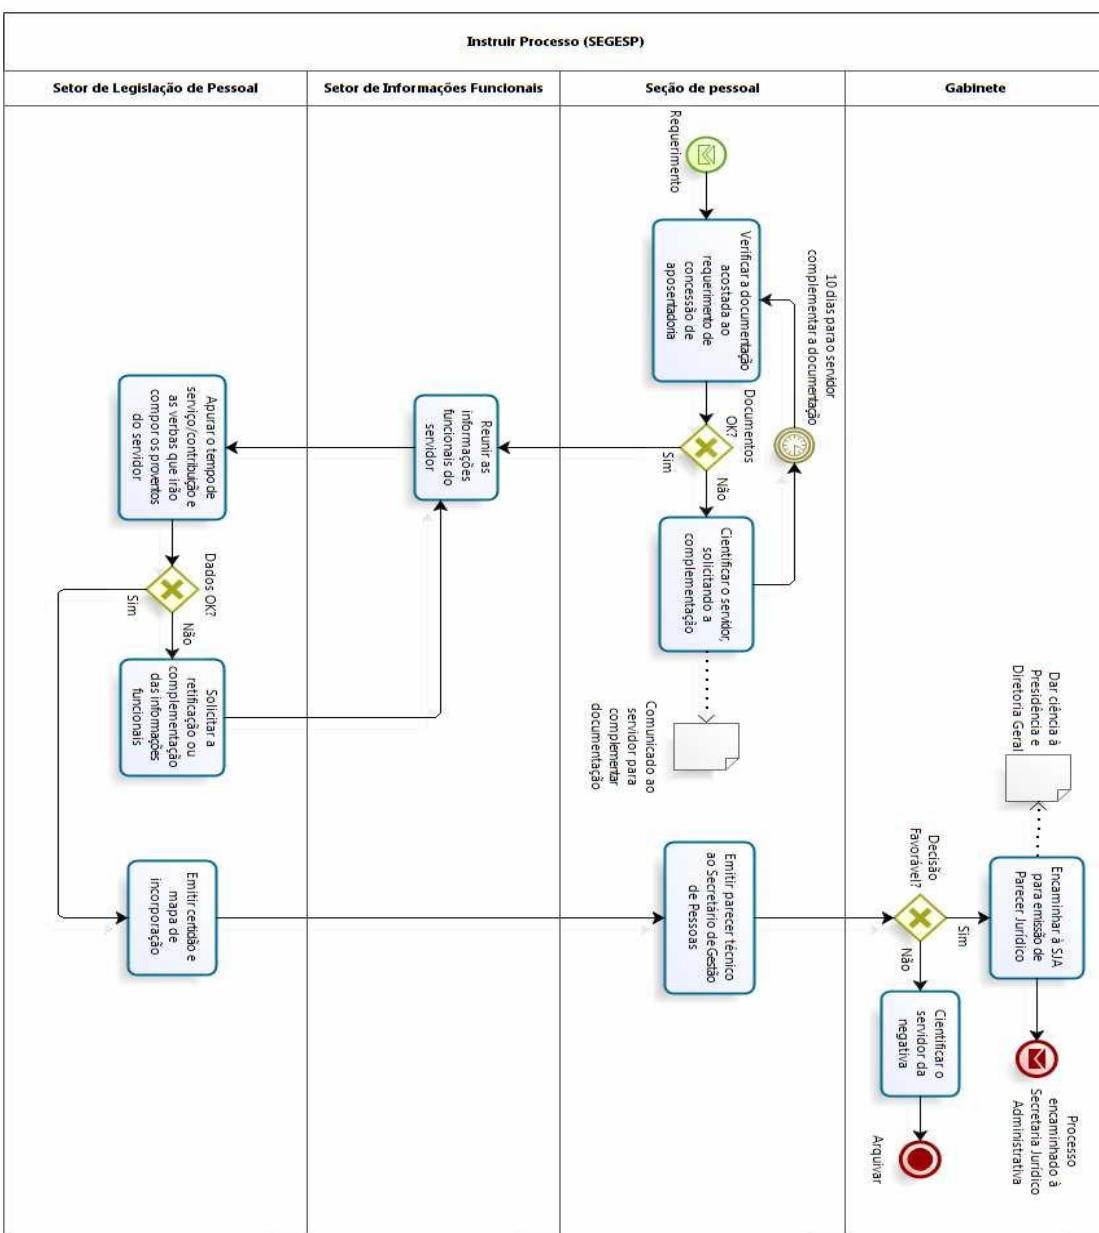 Instruir Processo (SEGESP)
Setor de Legislação de Pessoal
Setor de Informações Funcionais
Seção de pessoal
Gabinete
Requerimento
Verificar a documentação
acostada ao
requerimento de
concessão de
aposentadoria
10 dias para o servidor
complementar a documentação
Documentos
OK?
Sim
Não
Cientificar o servidor,
solicitando a
complementação
Comunicado ao
servidor para
complementar
documentação
Reunir as
informações
funcionais do
servidor
Apurar o tempo de
serviço/contribuição e
as verbas que irão
compor os proventos
do servidor
Dados OK?
Sim
Não
Solicitar a
retificação ou
complementação
das informações
funcionais
Emitir certidão e
mapa de
incorporação
Emitir parecer técnico
ao Secretário de Gestão
de Pessoas
Decisão
Favorável?
Sim
Não
Encaminhar à SJA
para emissão de
Parecer Jurídico
Dar ciência à
Presidência e
Diretoria Geral
Processo
encaminhado à
Secretaria Jurídico
Administrativa
Cientificar o
servidor da
negativa
Arquivar